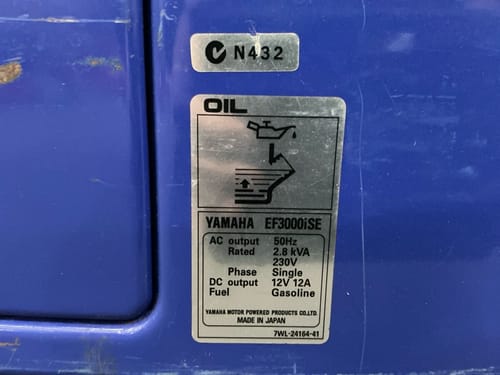 N432
OIL
YAMAHA EF3000iSE
AC output 50Hz
Rated 2.8 kVA
230V
Phase Single
DC output 12V 12A
Fuel Gasoline
YAMAHA MOTOR POWERED PRODUCTS CO.,LTD.
MADE IN JAPAN
7WL-24164-41